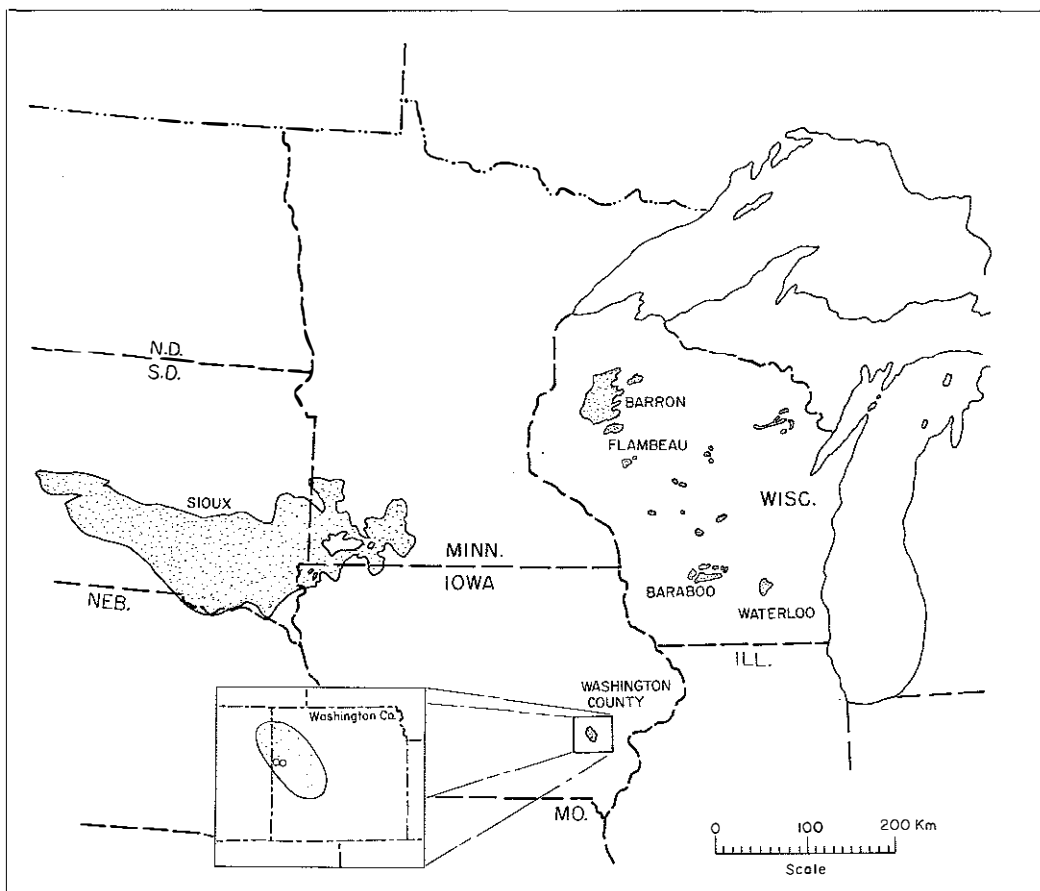 N.D.
S.D.
BARRON
FLAMBEAU
SIOUX
WISC.
MINN.
IOWA
NEB.
BARABOO
WATERLOO
ILL.
WASHINGTON
COUNTY
Washington Co.
MO.
0 100 200 Km
Scale